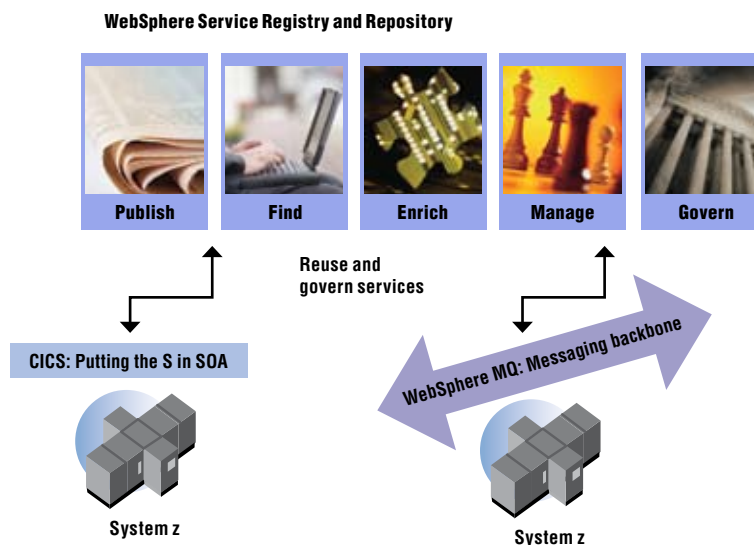 WebSphere Service Registry and Repository
Publish
Find
Enrich
Manage
Govern
Reuse and
govern services
CICS: Putting the S in SOA
WebSphere MQ: Messaging backbone
System z
System z